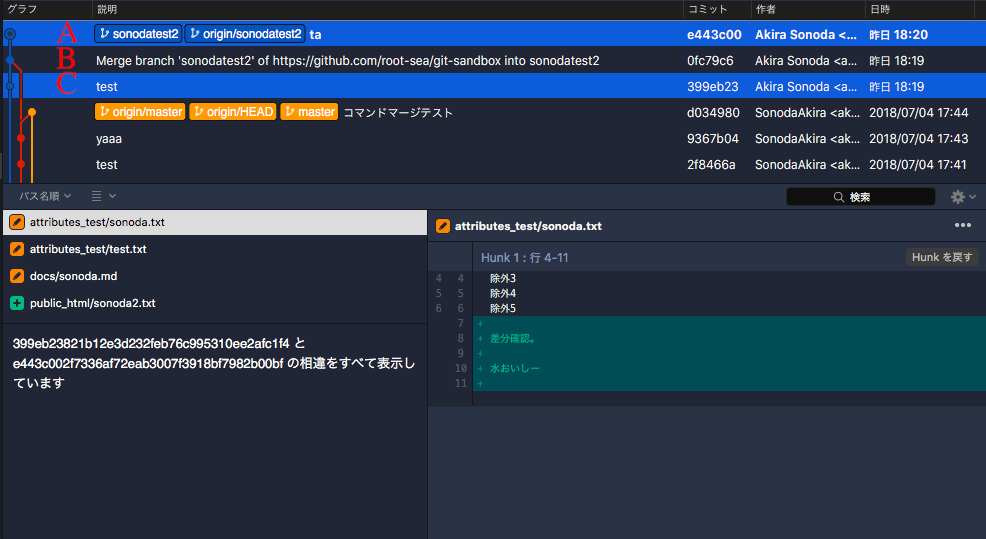 グラフ 説明 コミット 作者 日時
A sonodatest2 origin/sonodatest2 ta e443c00 Akira Sonoda <... 昨日 18:20
B Merge branch 'sonodatest2' of https://github.com/root-sea/git-sandbox into sonodatest2 0fc79c6 Akira Sonoda <a... 昨日 18:19
C test 399eb23 Akira Sonoda <a... 昨日 18:19
origin/master origin/HEAD master コマンドマージテスト d034980 SonodaAkira <ak... 2018/07/04 17:44
yaaa 9367b04 SonodaAkira <ak... 2018/07/04 17:43
test 2f8466a SonodaAkira <ak... 2018/07/04 17:41
パス名順 検索
attributes_test/sonoda.txt
attributes_test/test.txt
docs/sonoda.md
public_html/sonoda2.txt
399eb23821b12e3d232feb76c995310ee2afc1f4 と
e443c002f7336af72eab3007f3918bf7982b00bf の相違をすべて表示し
ています
attributes_test/sonoda.txt •••
Hunk 1 : 行 4-11 Hunk を戻す
4 4 除外3
5 5 除外4
6 6 除外5
7 +
8 + 差分確認。
9 +
10 + 水おいしー
11 +